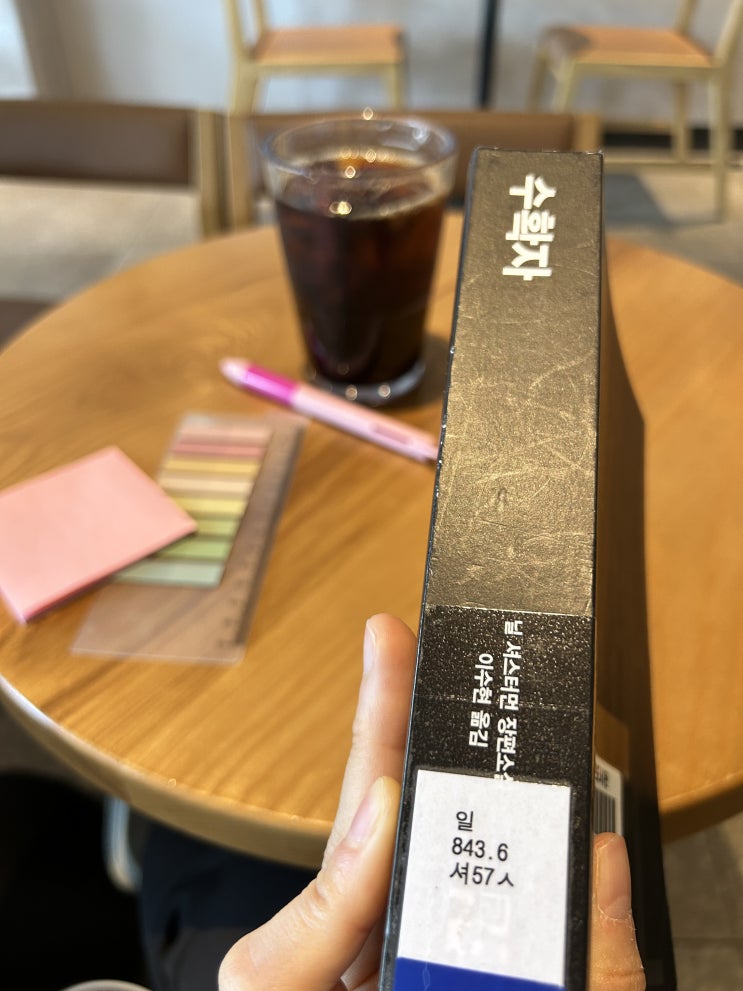 수확자
닐 셔스터먼 장편소설
이수현 옮김
일
843.6
셔57ㅅ